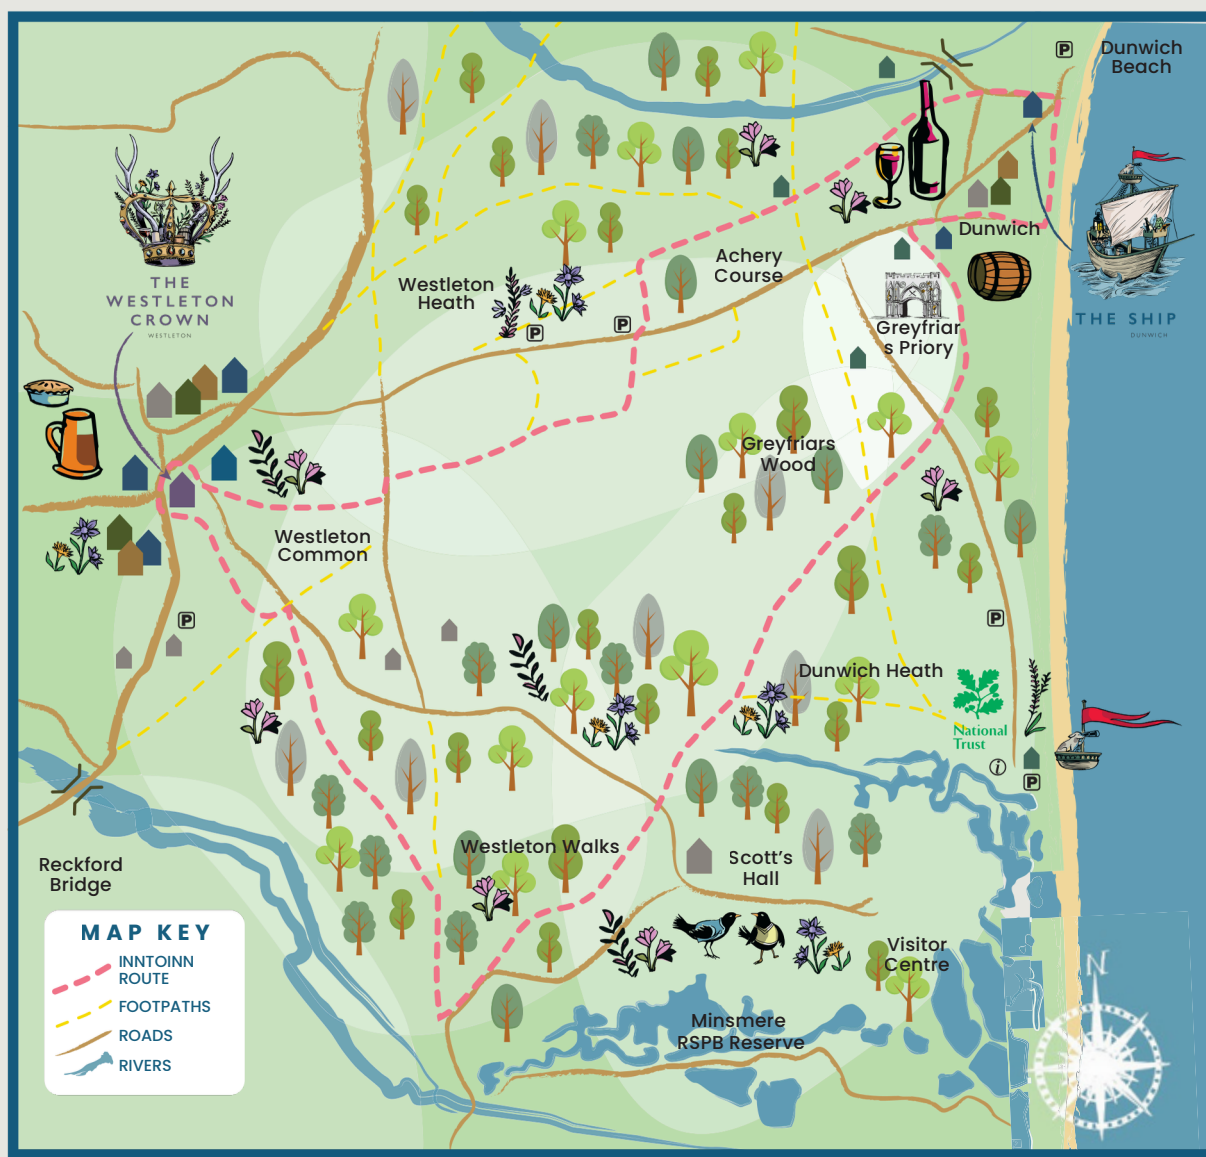 P
Dunwich
Beach
THE
WESTLETON
CROWN
WESTLETON
Dunwich
Achery
Course
Westleton
Heath
P
P
THE SHIP
DUNWICH
Greyfriar
s Priory
Greyfriars
Wood
Westleton
Common
P
P
Dunwich Heath
National
Trust
i
P
Westleton Walks
Scott's
Hall
Reckford
Bridge
MAP KEY
INNTOINN
ROUTE
FOOTPATHS
ROADS
RIVERS
Visitor
Centre
N
Minsmere
RSPB Reserve